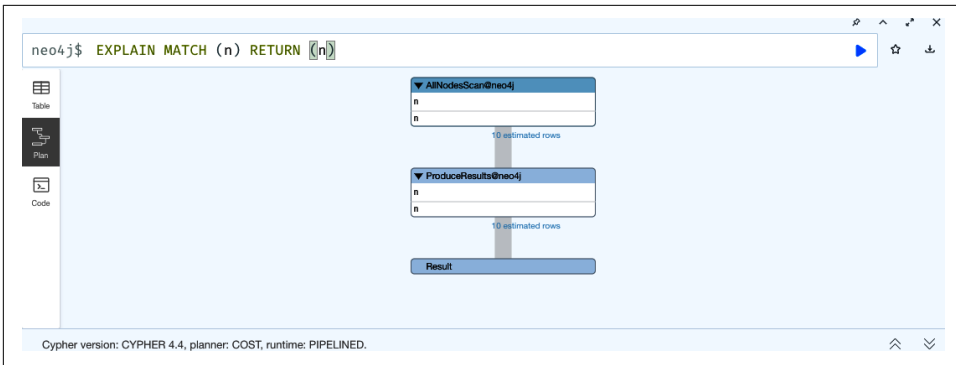 neo4j$ EXPLAIN MATCH (n) RETURN (n)
Table
Plan
Code
AllNodesScan@neo4j
n
n
10 estimated rows
ProduceResults@neo4j
n
n
10 estimated rows
Result
Cypher version: CYPHER 4.4, planner: COST, runtime: PIPELINED.